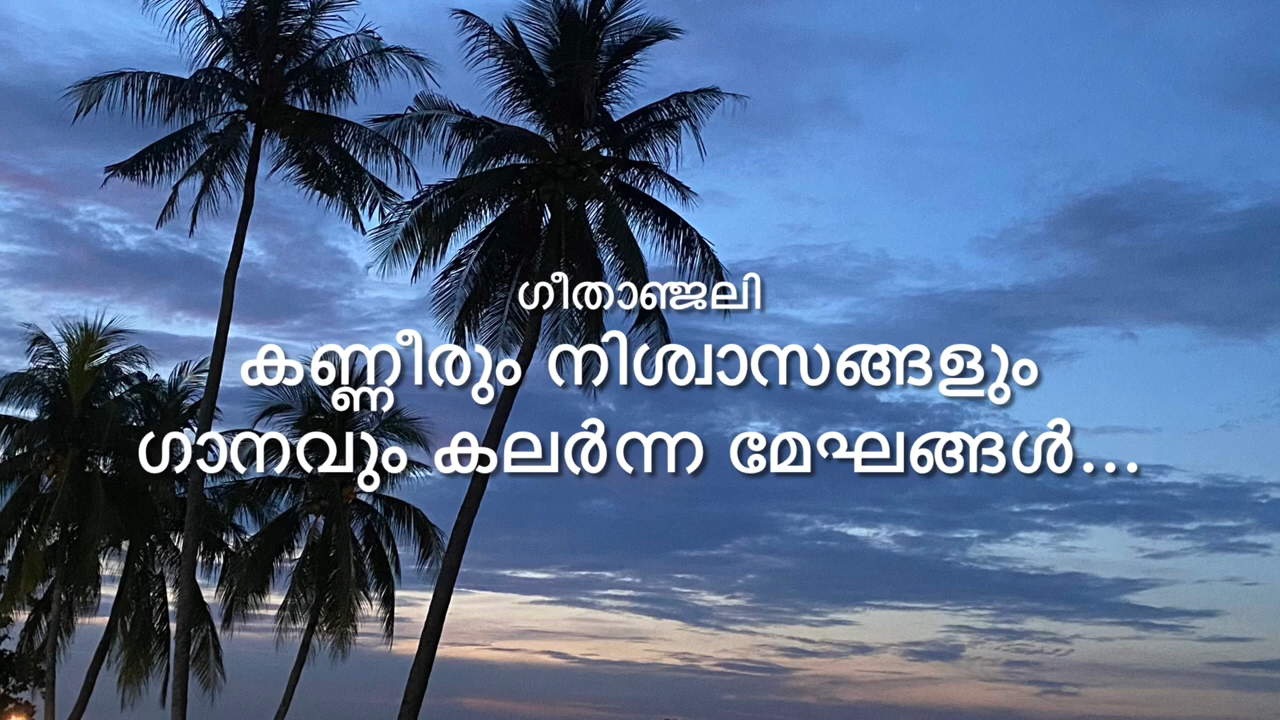 ഗീതാഞ്ജലി
കണ്ണീരും നിശ്വാസങ്ങളും
ഗാനവും കലർന്ന മേഘങ്ങൾ...